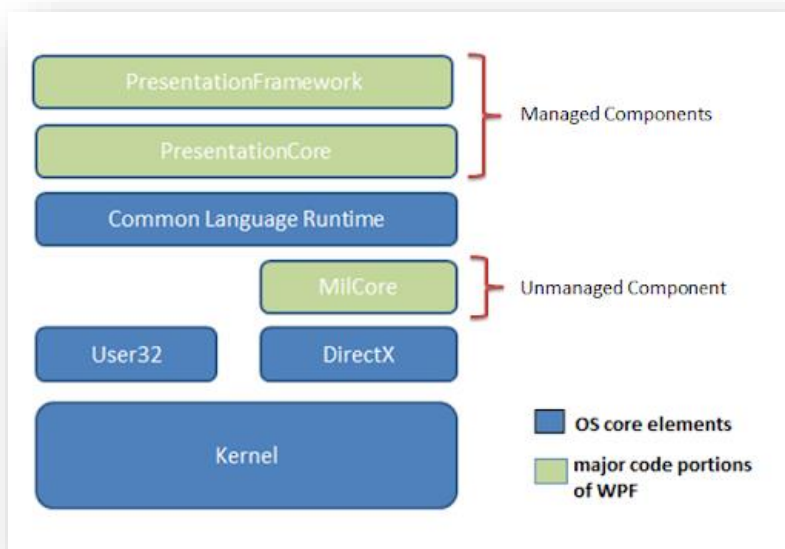 PresentationFramework
Managed Components
PresentationCore
Common Language Runtime
MilCore
Unmanaged Component
User32
DirectX
Kernel
OS core elements
major code portions
of WPF